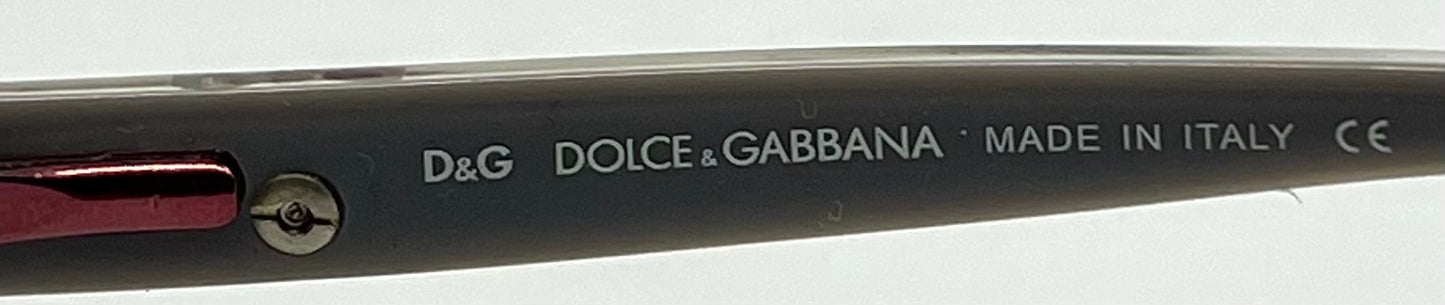 D&G DOLCE & GABBANA · MADE IN ITALY CE